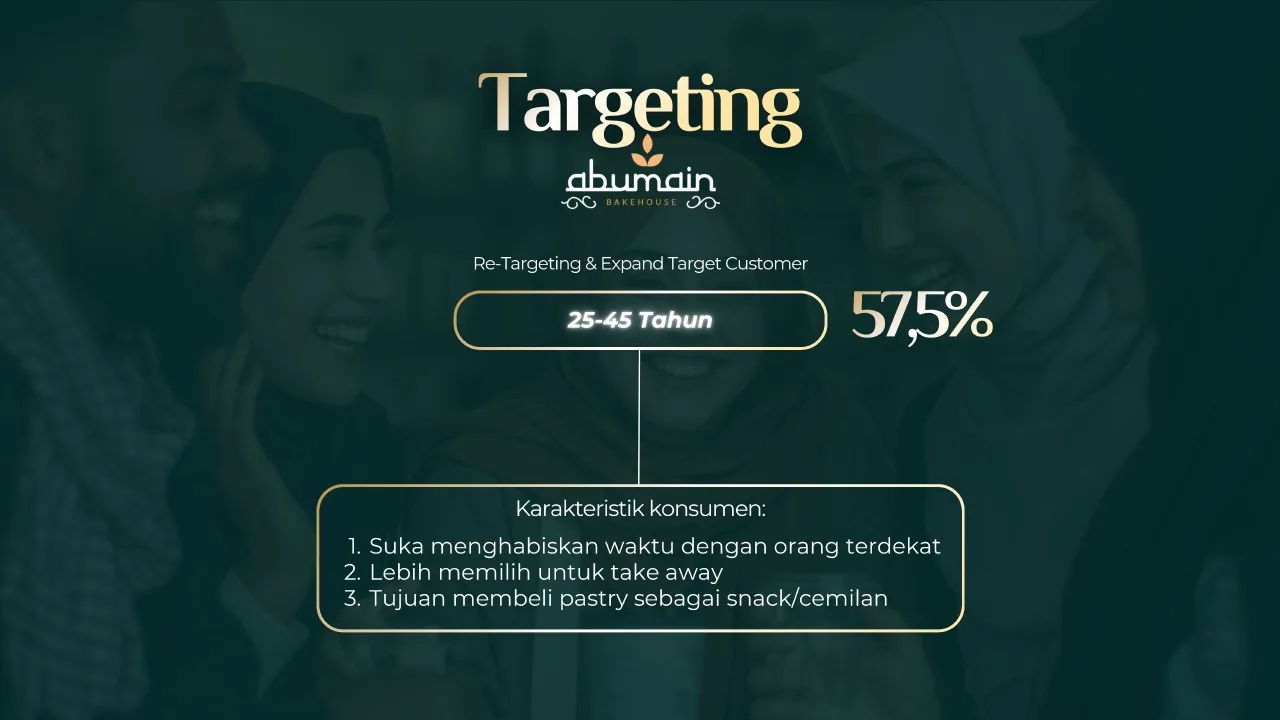 Targeting
abumain
BAKEHOUSE
Re-Targeting & Expand Target Customer
25-45 Tahun
57,5%
Karakteristik konsumen:
1. Suka menghabiskan waktu dengan orang terdekat
2. Lebih memilih untuk take away
3. Tujuan membeli pastry sebagai snack/cemilan